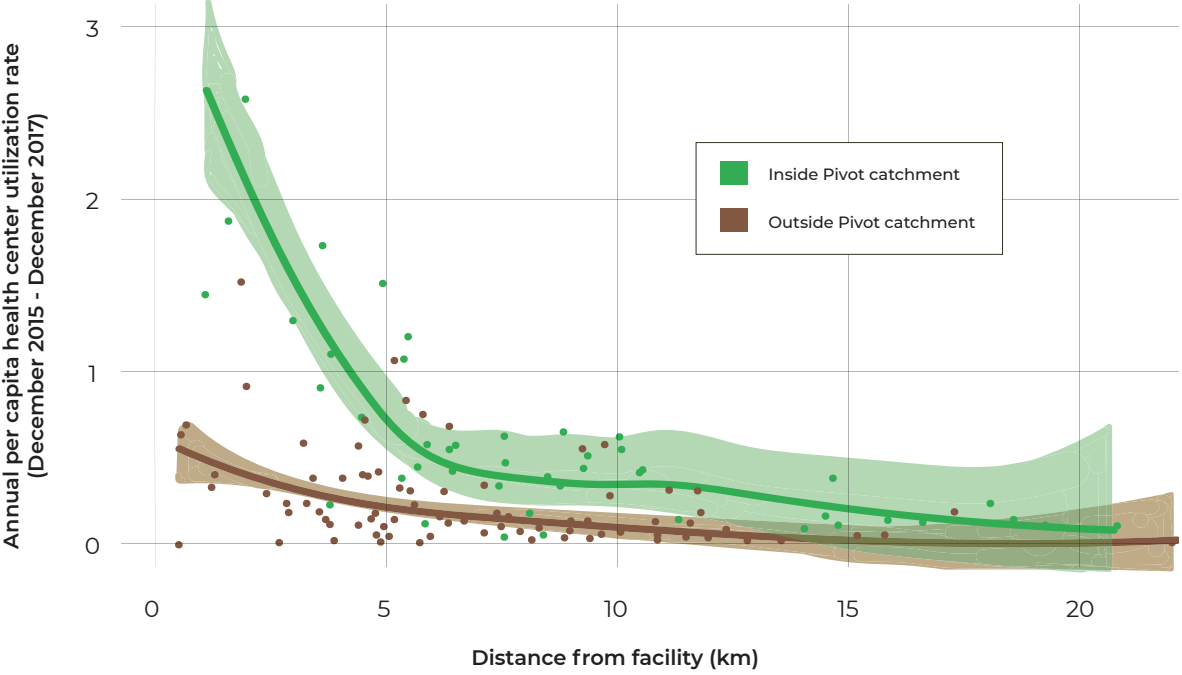 Annual per capita health center utilization rate
(December 2015 - December 2017)
3
2
1
0
Inside Pivot catchment
Outside Pivot catchment
0 5 10 15 20
Distance from facility (km)